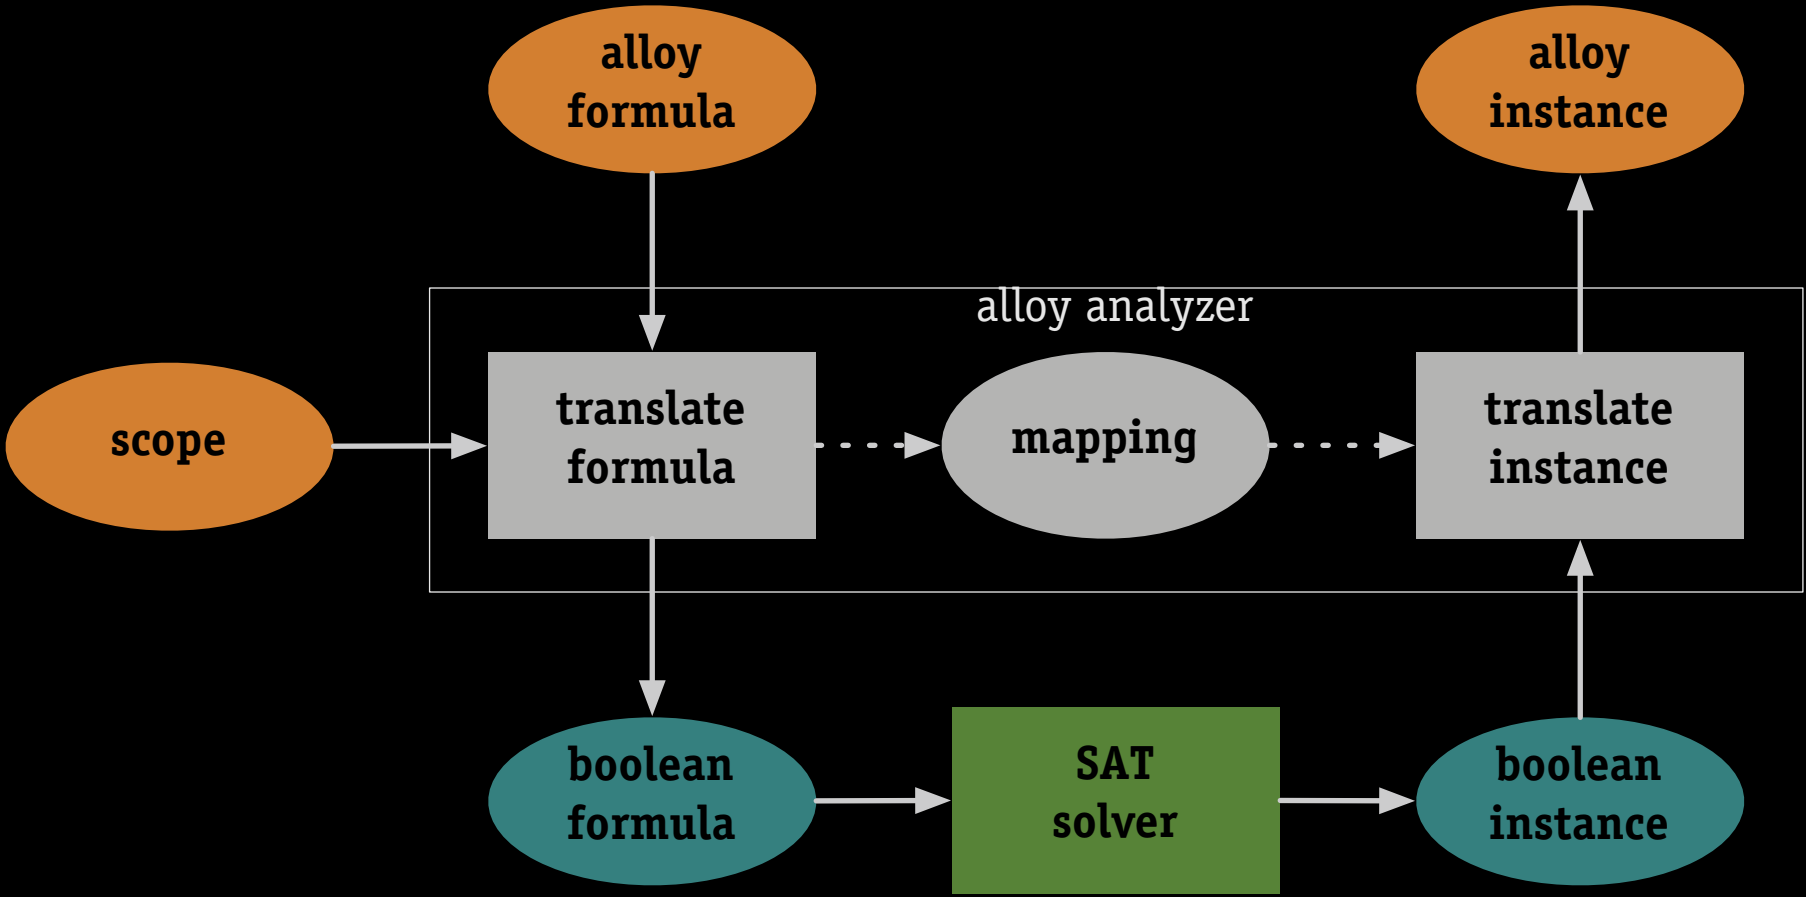 alloy
formula
alloy
instance
alloy analyzer
scope
translate
formula
mapping
translate
instance
boolean
formula
SAT
solver
boolean
instance